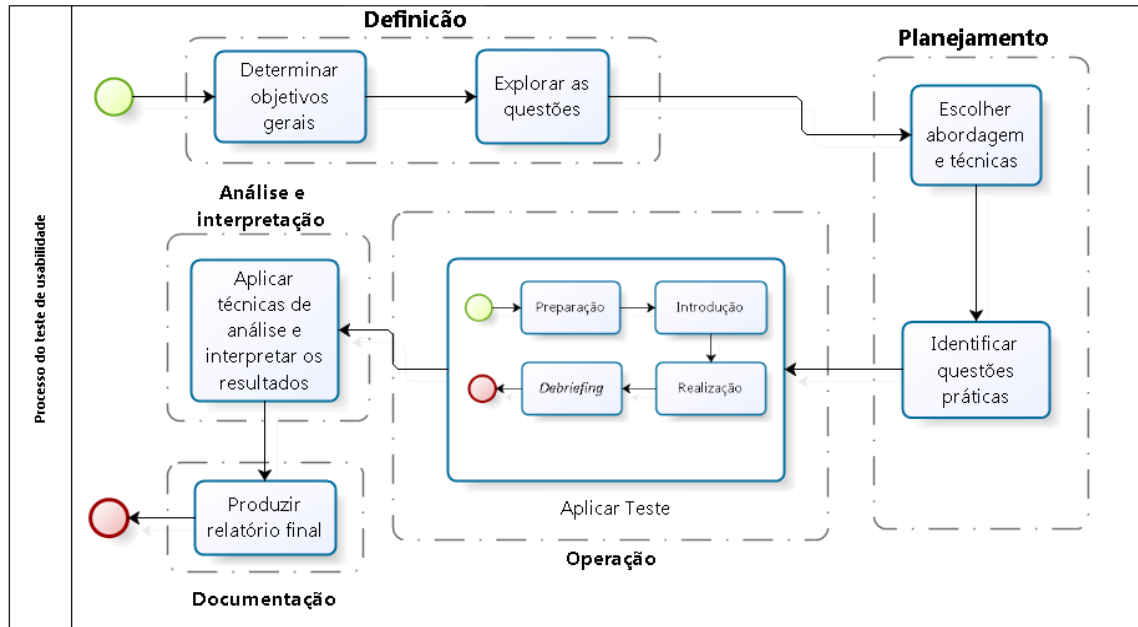 Processo do teste de usabilidade
Definicão
Determinar
objetivos
gerais
Explorar as
questões
Planejamento
Escolher
abordagem
e técnicas
Identificar
questões
práticas
Preparação
Introdução
Realização
Debriefing
Aplicar Teste
Operação
Análise e
interpretação
Aplicar
técnicas de
análise e
interpretar os
resultados
Produzir
relatório final
Documentação